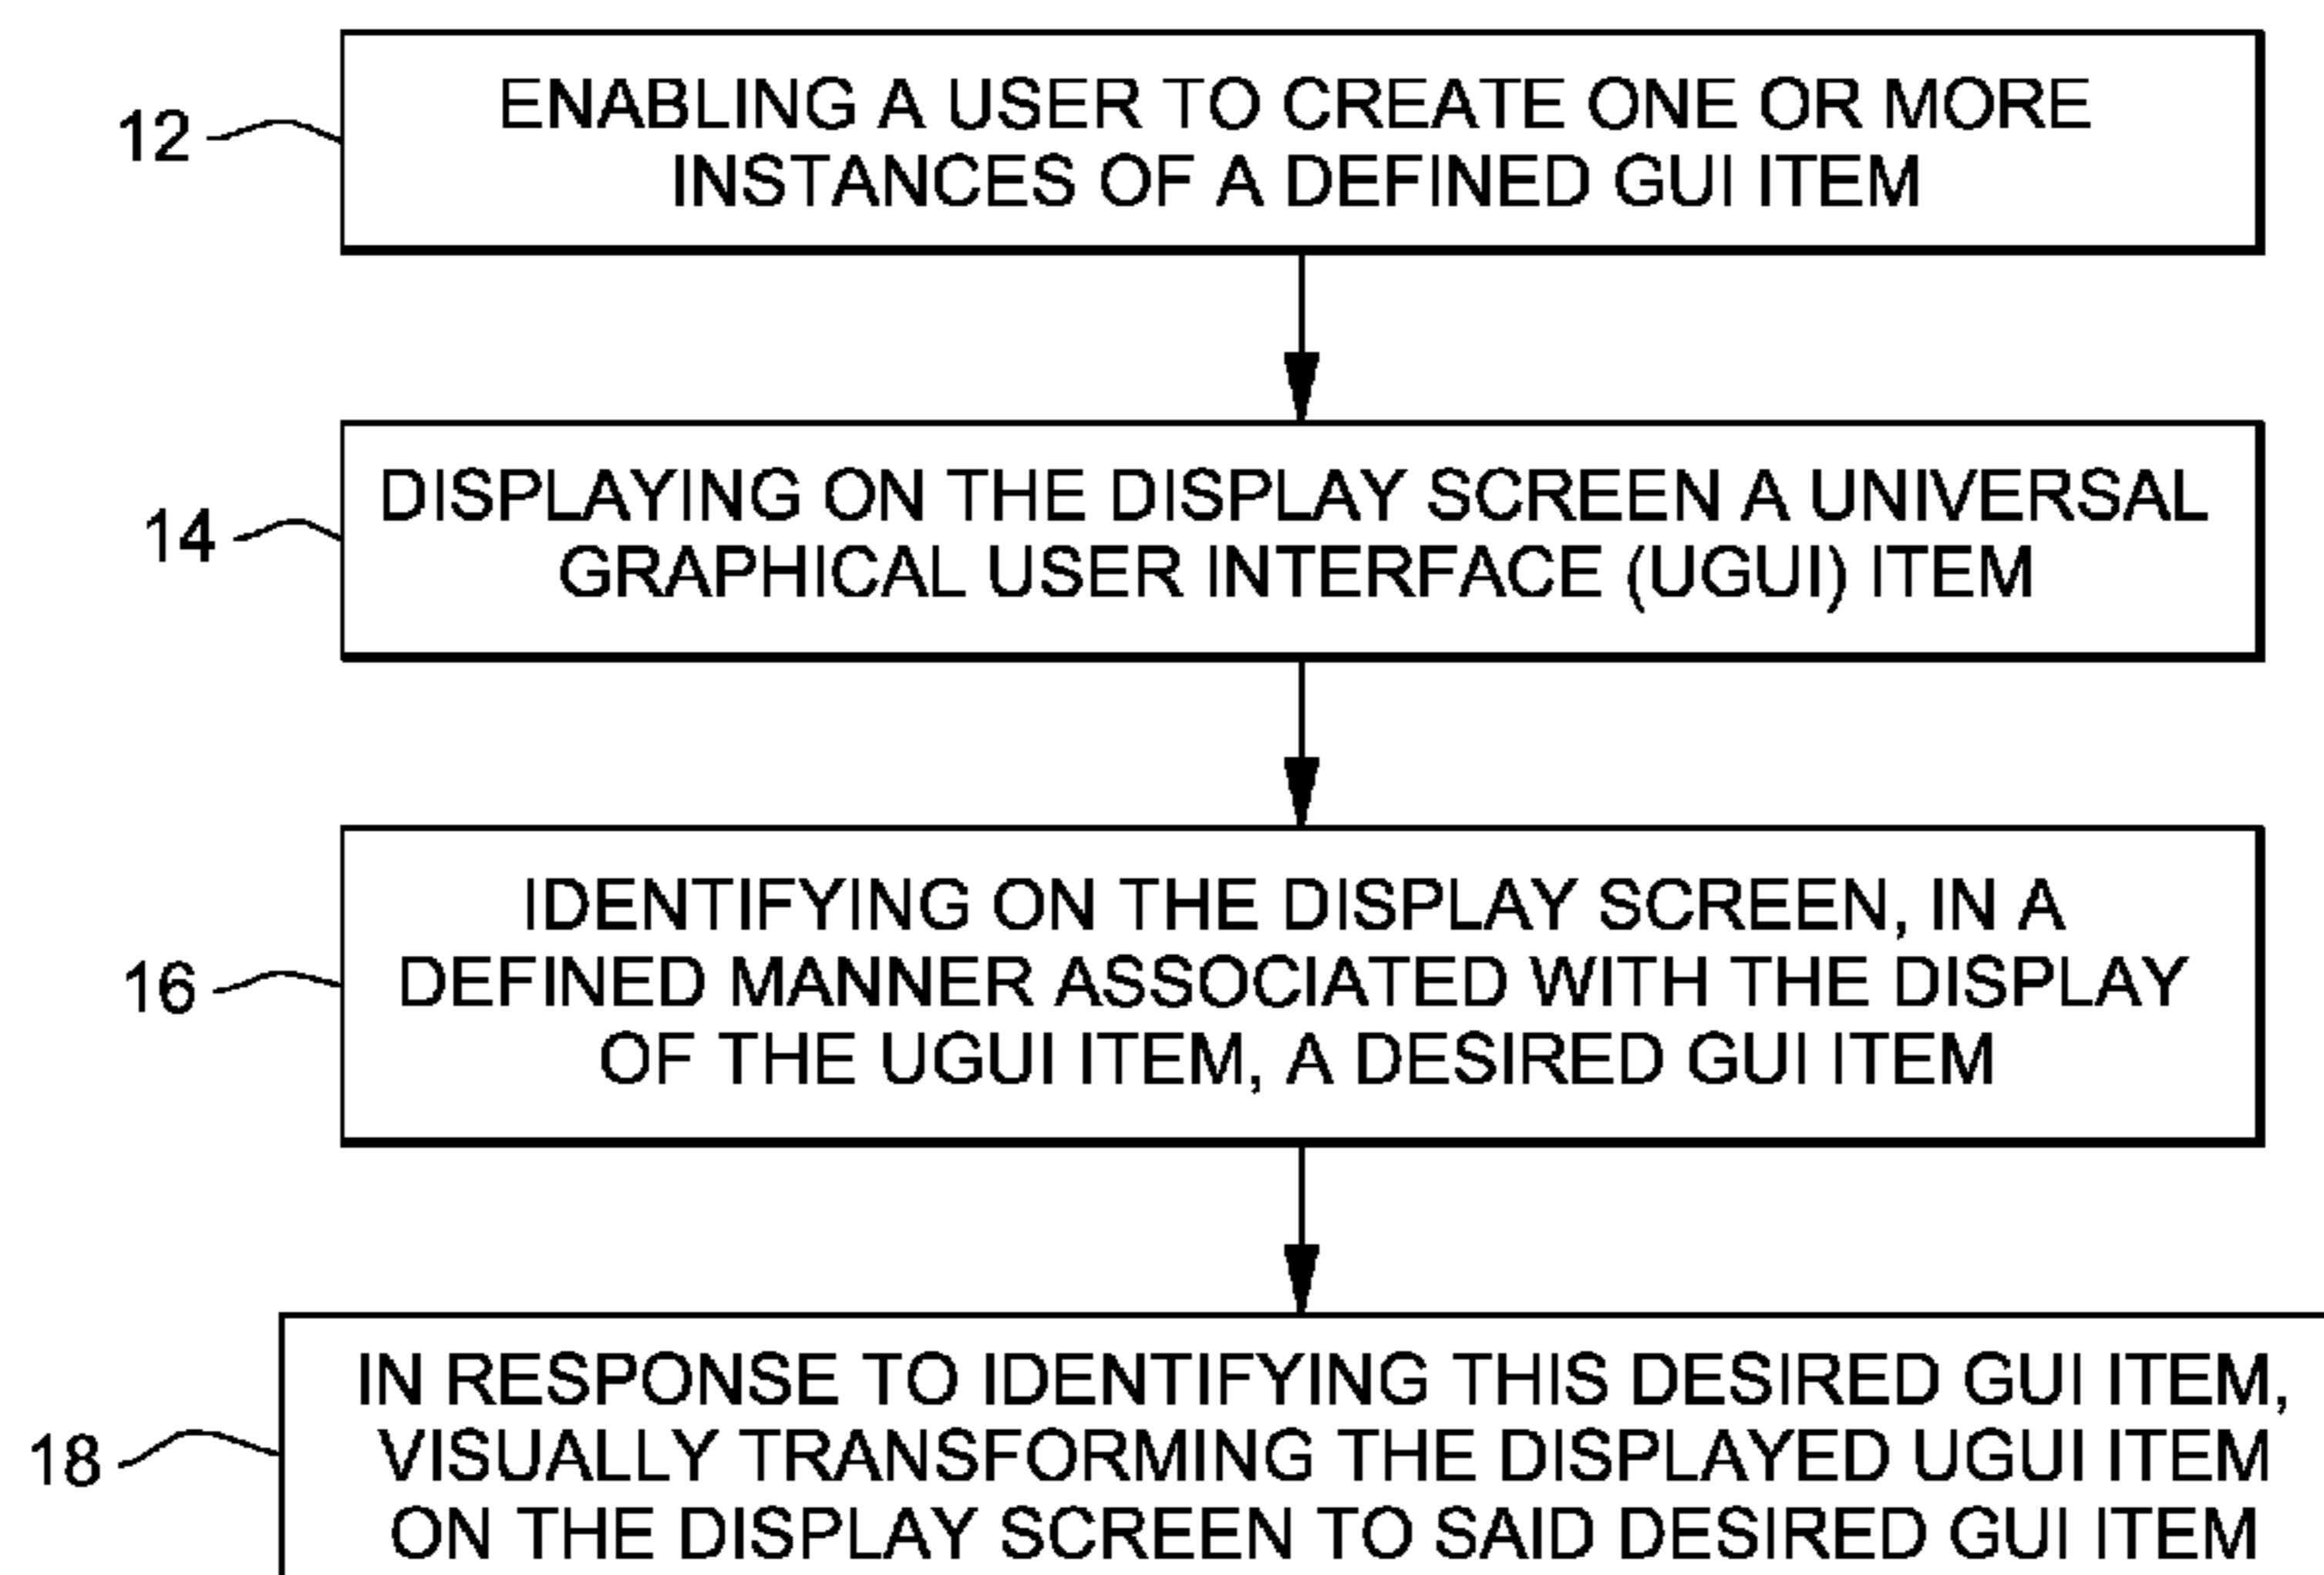 12
ENABLING A USER TO CREATE ONE OR MORE
INSTANCES OF A DEFINED GUI ITEM
14
DISPLAYING ON THE DISPLAY SCREEN A UNIVERSAL
GRAPHICAL USER INTERFACE (UGUI) ITEM
16
IDENTIFYING ON THE DISPLAY SCREEN, IN A
DEFINED MANNER ASSOCIATED WITH THE DISPLAY
OF THE UGUI ITEM, A DESIRED GUI ITEM
18
IN RESPONSE TO IDENTIFYING THIS DESIRED GUI ITEM,
VISUALLY TRANSFORMING THE DISPLAYED UGUI ITEM
ON THE DISPLAY SCREEN TO SAID DESIRED GUI ITEM